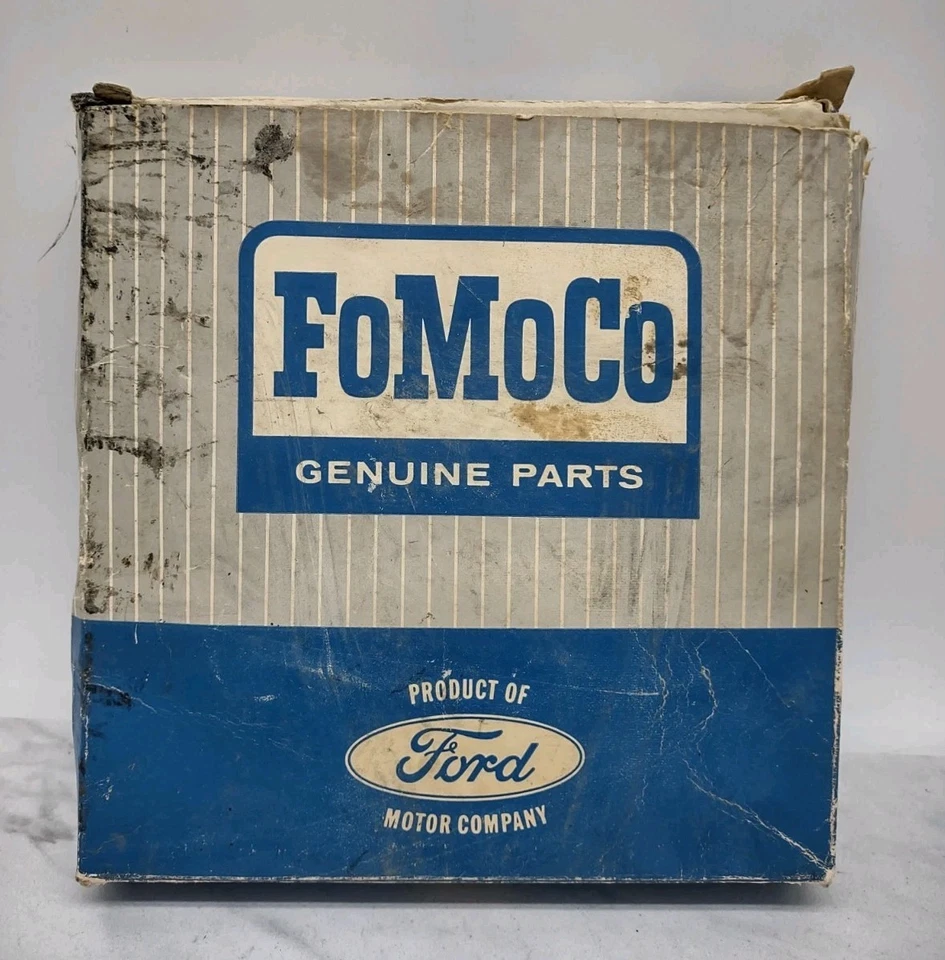 FoMoCo
GENUINE PARTS
PRODUCT OF
Ford
MOTOR COMPANY